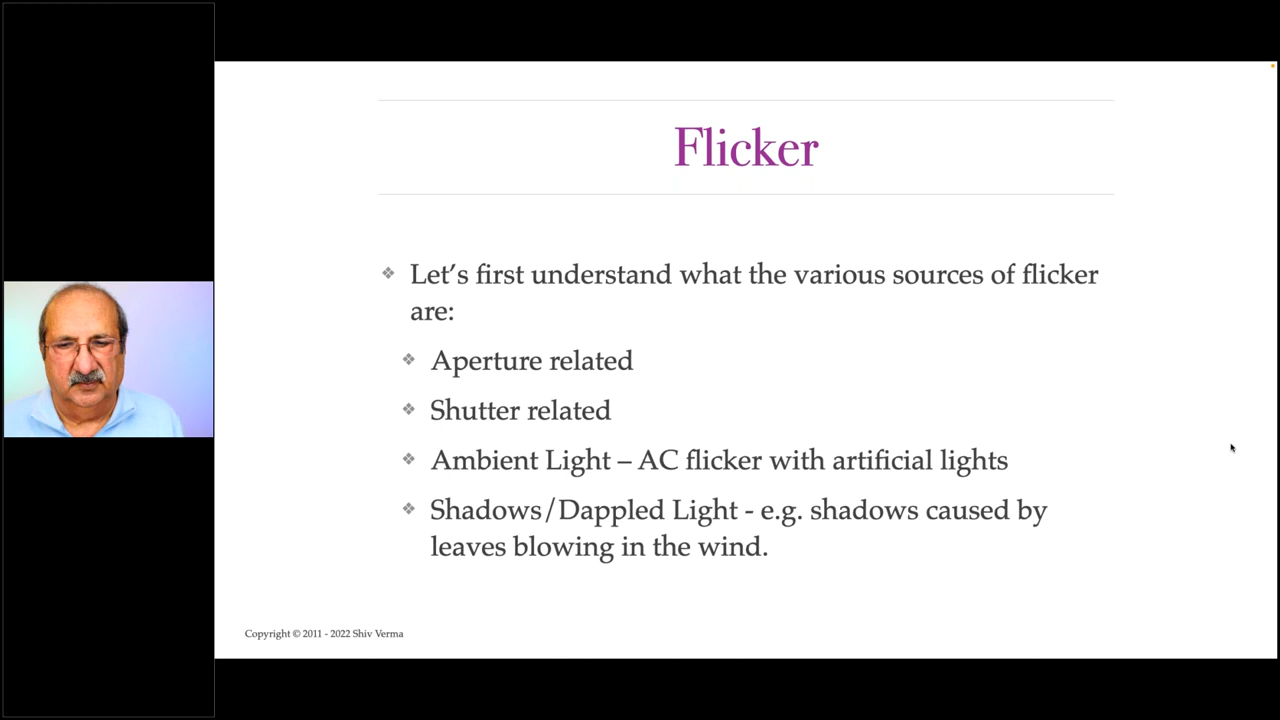 Flicker
❖ Let’s first understand what the various sources of flicker
are:
❖ Aperture related
❖ Shutter related
❖ Ambient Light – AC flicker with artificial lights
❖ Shadows/Dappled Light - e.g. shadows caused by
leaves blowing in the wind.
Copyright © 2011 - 2022 Shiv Verma